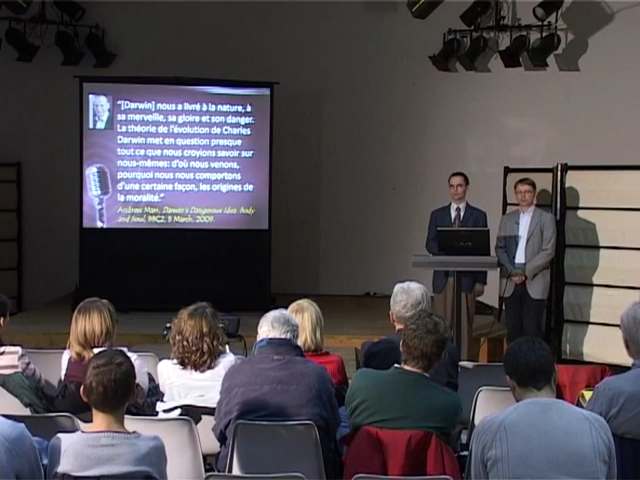 “[Darwin] nous a livré à la nature, à
sa merveille, sa gloire et son danger.
La théorie de l'évolution de Charles
Darwin met en question presque
tout ce que nous croyions savoir sur
nous-mêmes: d'où nous venons,
pourquoi nous nous comportons
d'une certaine façon, les origines de
la moralité.”
Andrew Marr, Darwin's Dangerous Idea: Body
and Soul, BBC2, 5 March, 2009.